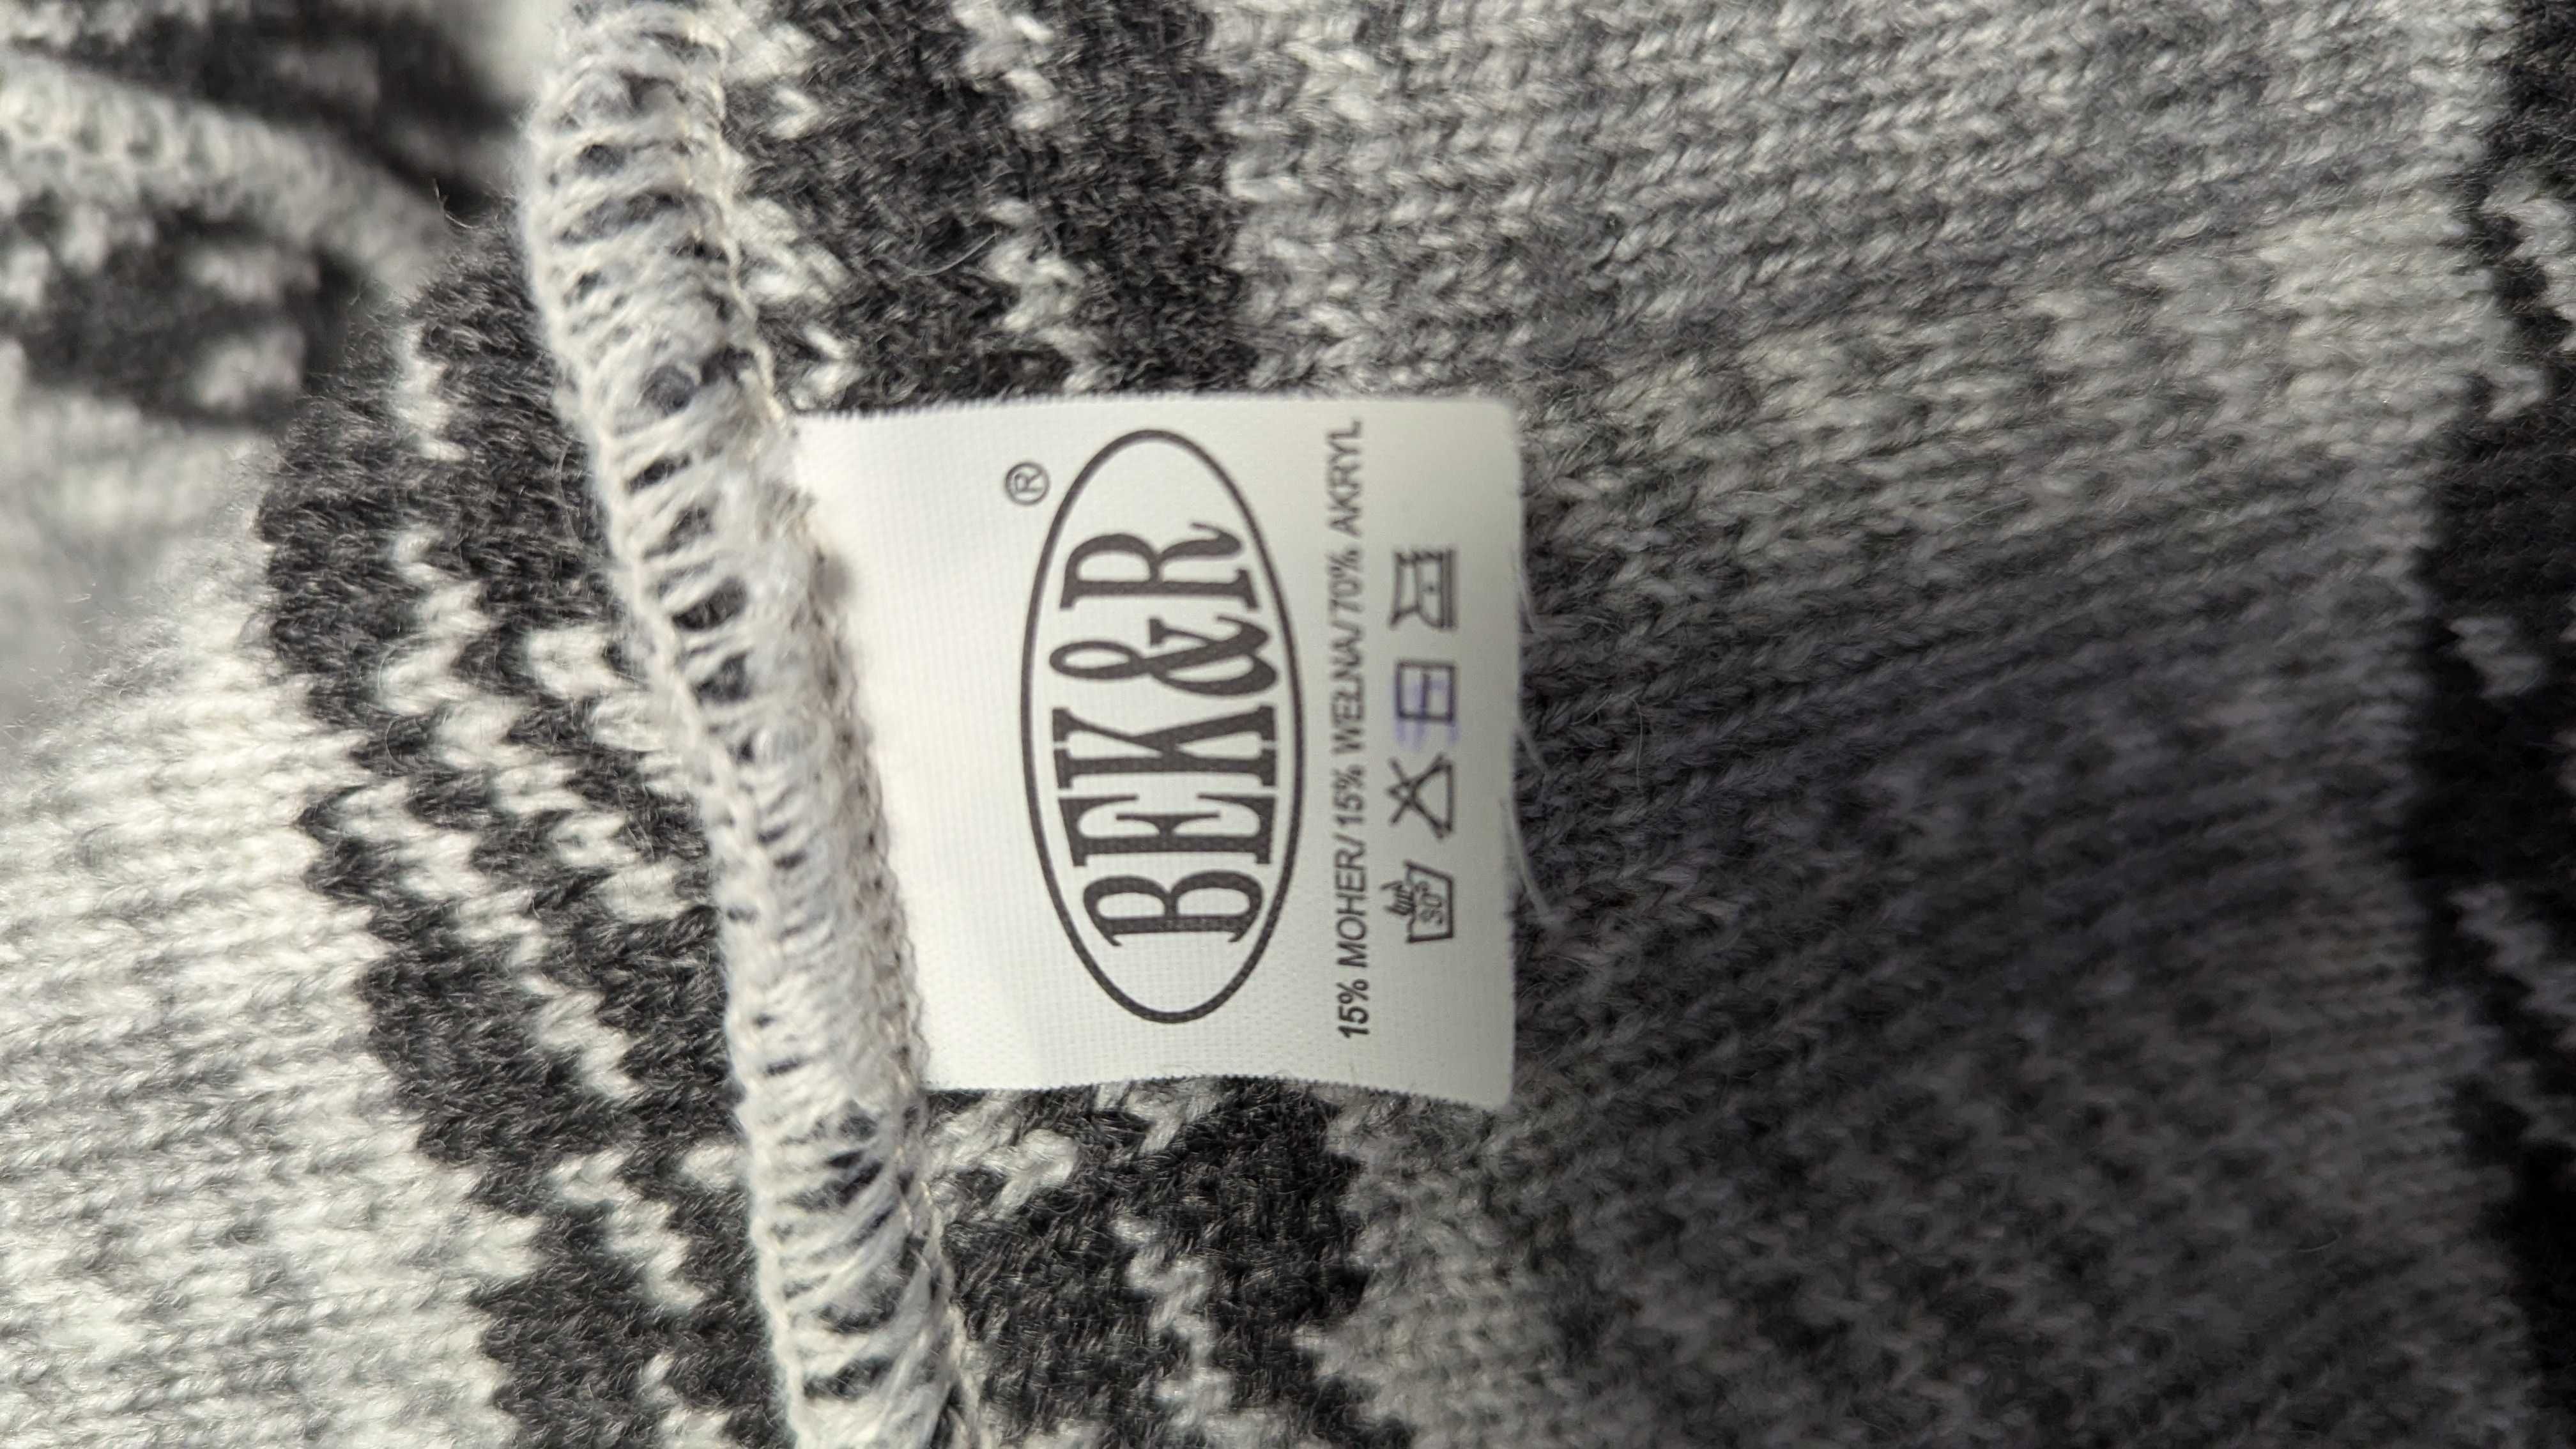 ®
BEK&R
15% MOHER/15% WEŁNA/70% AKRYL
30°